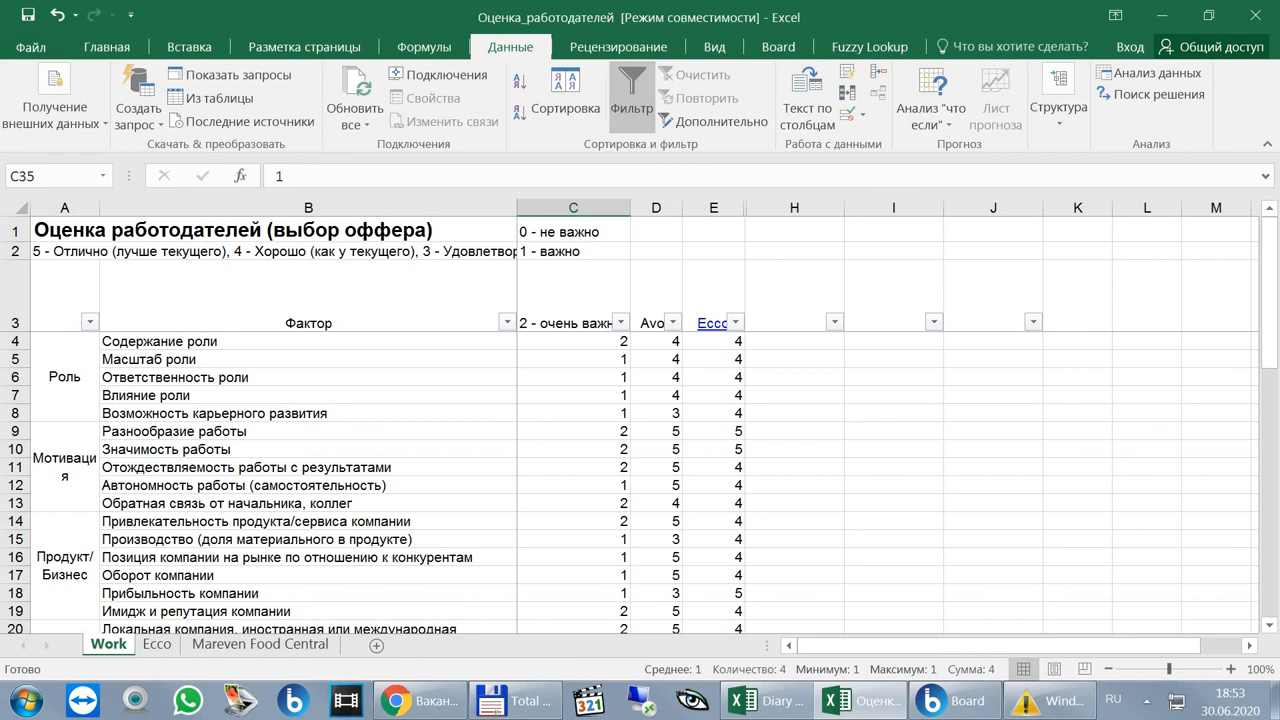 Оценка_работодателей [Режим совместимости] - Excel
Файл Главная Вставка Разметка страницы Формулы Данные Рецензирование Вид Board Fuzzy Lookup Что вы хотите сделать? Вход Общий доступ
Получение внешних данных
Создать запрос
Показать запросы
Из таблицы
Последние источники
Скачать & преобразовать
Обновить все
Подключения
Свойства
Изменить связи
Подключения
Сортировка
Фильтр
Очистить
Повторить
Дополнительно
Сортировка и фильтр
Текст по столбцам
Работа с данными
Анализ "что если"
Лист прогноза
Прогноз
Структура
Анализ данных
Поиск решения
Анализ
C35 fx 1
A B C D E H I J K L M
1 Оценка работодателей (выбор оффера) 0 - не важно
2 5 - Отлично (лучше текущего), 4 - Хорошо (как у текущего), 3 - Удовлетвор 1 - важно
3 Фактор 2 - очень важн Avo Ecco
4 Содержание роли 2 4 4
5 Масштаб роли 1 4 4
Роль
6 Ответственность роли 1 4 4
7 Влияние роли 1 4 4
8 Возможность карьерного развития 1 3 4
9 Разнообразие работы 2 5 5
10 Значимость работы 2 5 5
Мотиваци
я
11 Отождествляемость работы с результатами 2 5 4
12 Автономность работы (самостоятельность) 1 5 4
13 Обратная связь от начальника, коллег 2 4 4
14 Привлекательность продукта/сервиса компании 2 5 4
15 Производство (доля материального в продукте) 1 3 4
Продукт/
Бизнес
16 Позиция компании на рынке по отношению к конкурентам 1 5 4
17 Оборот компании 1 5 4
18 Прибыльность компании 1 3 5
19 Имидж и репутация компании 2 5 4
20 Локальная компания, иностранная или международная 2 5 4
Work Ecco Mareven Food Central
Готово Среднее: 1 Количество: 4 Минимум: 1 Максимум: 1 Сумма: 4 100%
321
Вакан...
Total ...
Diary ...
Оценк...
Board
Wind...
RU
18:53
30.06.2020